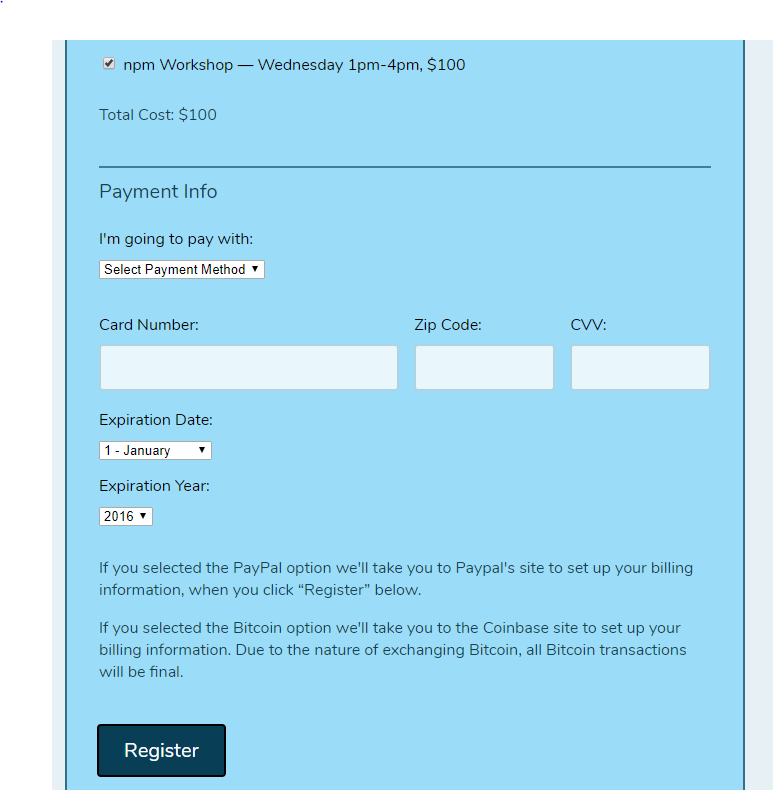 npm Workshop — Wednesday 1pm-4pm, $100
Total Cost: $100
Payment Info
I'm going to pay with:
Select Payment Method
Card Number: Zip Code: CVV:
Expiration Date:
1 - January
Expiration Year:
2016
If you selected the PayPal option we'll take you to Paypal's site to set up your billing
information, when you click “Register” below.
If you selected the Bitcoin option we'll take you to the Coinbase site to set up your
billing information. Due to the nature of exchanging Bitcoin, all Bitcoin transactions
will be final.
Register